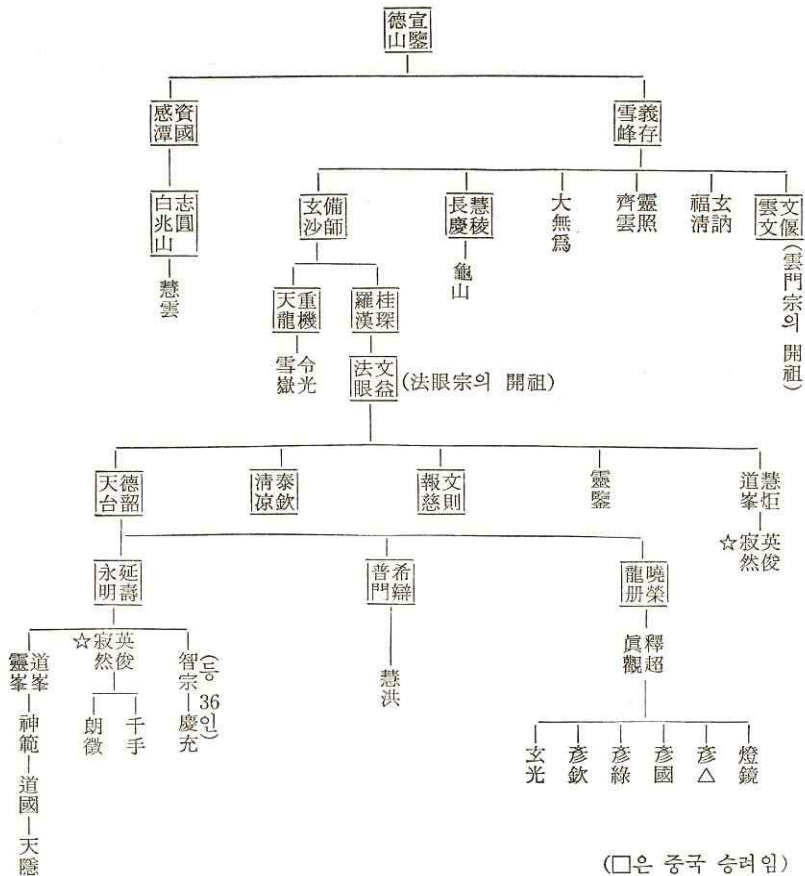 德山 宣鑒
感潭 資國
雪峰 義存
白兆山 志圓
玄沙 備師
長慶 慧稜
大無爲
齊雲 靈照
福淸 玄訥
雲文 文偃
(雲門宗의 開祖)
慧雲
天龍 重機
羅漢 桂琛
龜山
雪嶽 令光
法眼 文益
(法眼宗의 開祖)
天台 德韶
淸凉 泰欽
報慈 文則
靈鑒
道峯 慧炬
☆寂然 英俊
永明 延壽
普門 希辯
龍册 曉榮
靈峯 道峯
神範
道國
天隱
☆寂然 英俊
朗徵
千手
智宗
慶充
(등 36인)
慧洪
眞觀 釋超
玄光
彦欽
彦綠
彦國
彦△
燈鏡
(□은 중국 승려임)